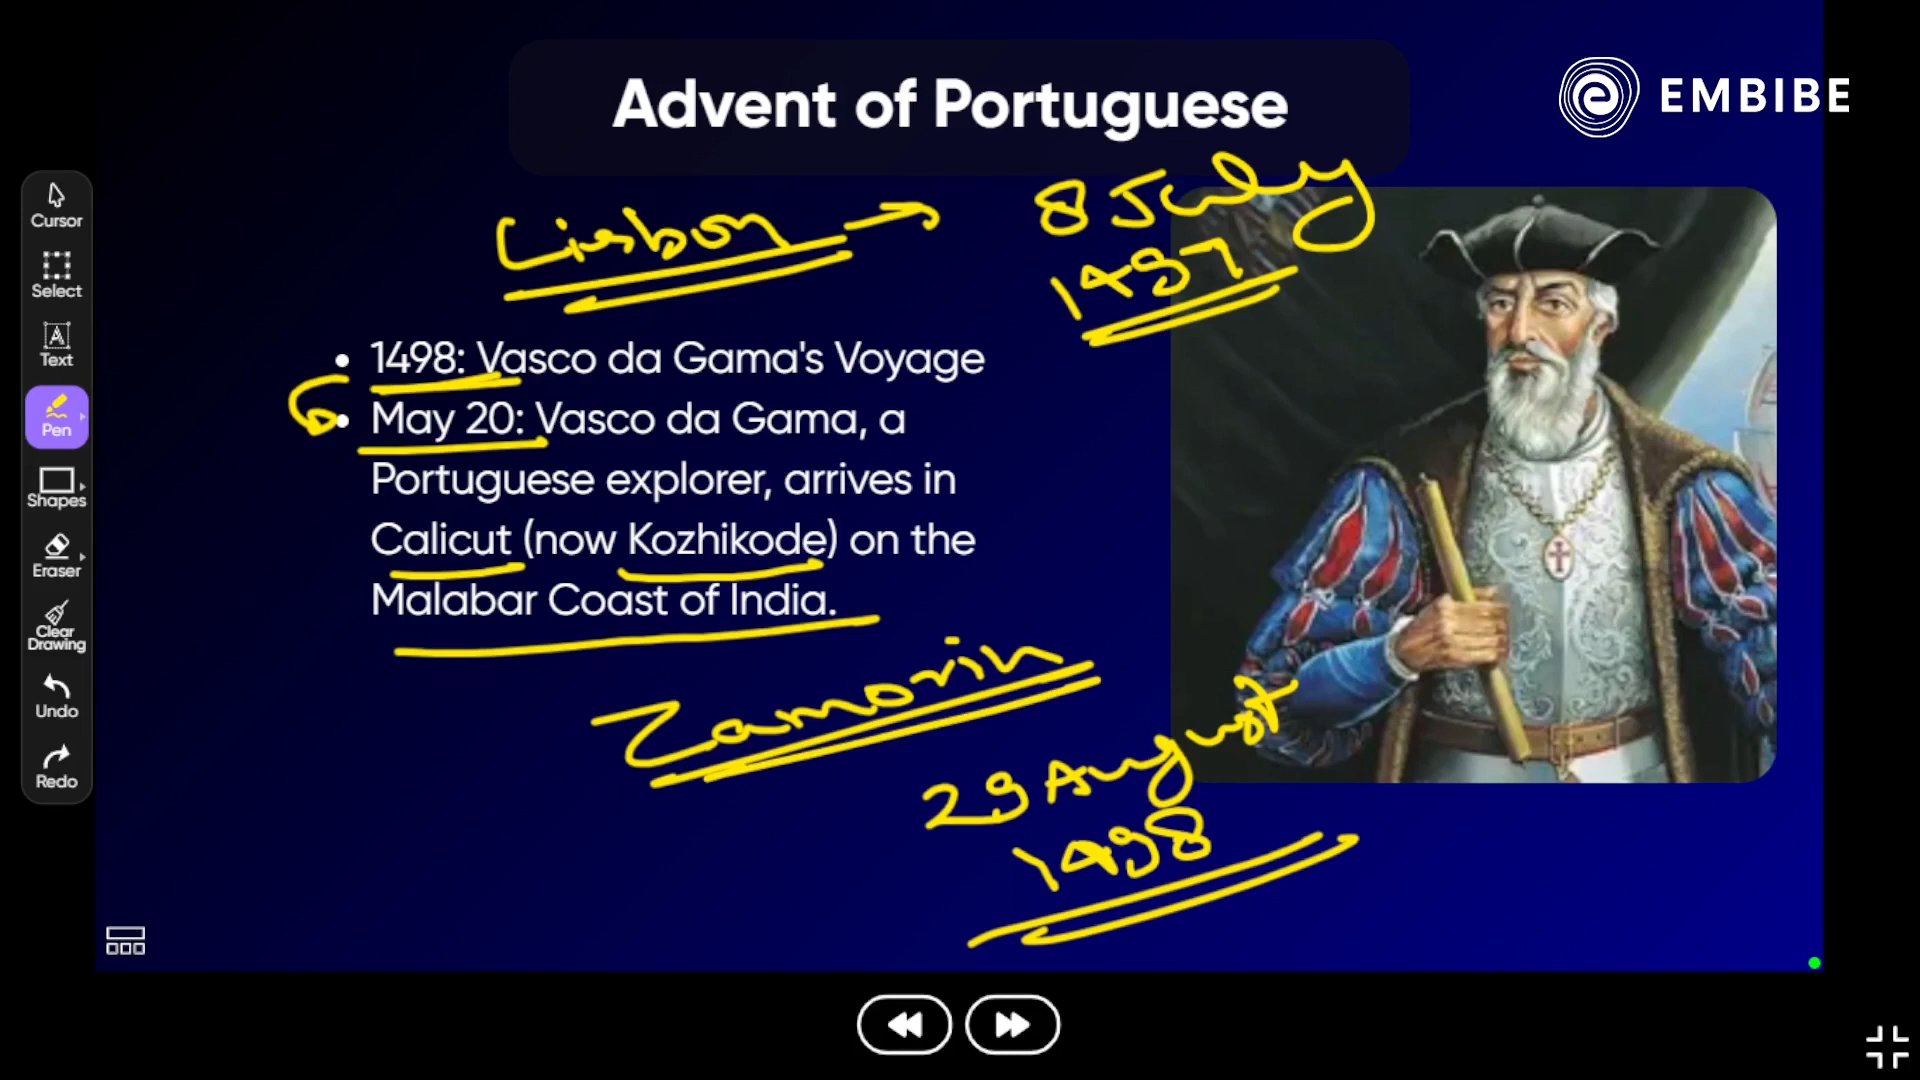 Advent of Portuguese
EMBIBE
Cursor
Select
Text
Pen
Shapes
Eraser
Clear
Drawing
Undo
Redo
Lisbon →
8 July
1497
• 1498: Vasco da Gama's Voyage
• May 20: Vasco da Gama, a
Portuguese explorer, arrives in
Calicut (now Kozhikode) on the
Malabar Coast of India.
Zamorin
29 August
1498